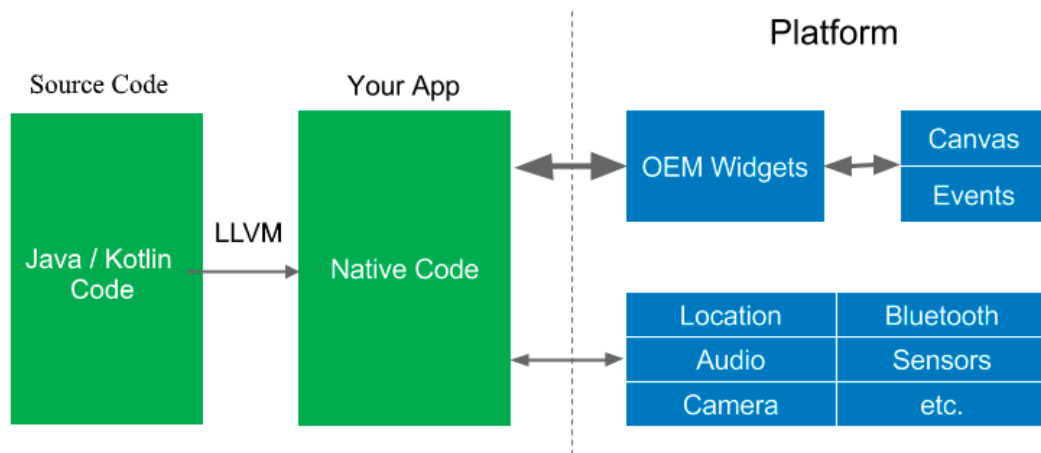 Platform
Source Code
Your App
Java / Kotlin
Code
LLVM
Native Code
OEM Widgets
Canvas
Events
Location
Bluetooth
Audio
Sensors
Camera
etc.